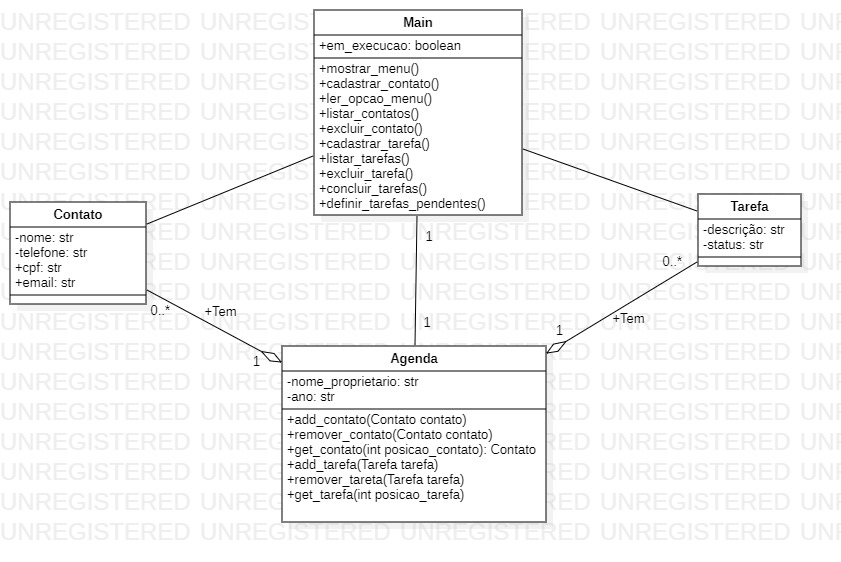 Main
+em_execucao: boolean
+mostrar_menu()
+cadastrar_contato()
+ler_opcao_menu()
+listar_contatos()
+excluir_contato()
+cadastrar_tarefa()
+listar_tarefas()
+excluir_tarefa()
+concluir_tarefas()
+definir_tarefas_pendentes()
Contato
-nome: str
-telefone: str
+cpf: str
+email: str
Tarefa
-descrição: str
-status: str
1
0..*
0..*
+Tem
+Tem
1
1
1
Agenda
-nome_proprietario: str
-ano: str
+add_contato(Contato contato)
+remover_contato(Contato contato)
+get_contato(int posicao_contato): Contato
+add_tarefa(Tarefa tarefa)
+remover_tareta(Tarefa tarefa)
+get_tarefa(int posicao_tarefa)
UNREGISTERED